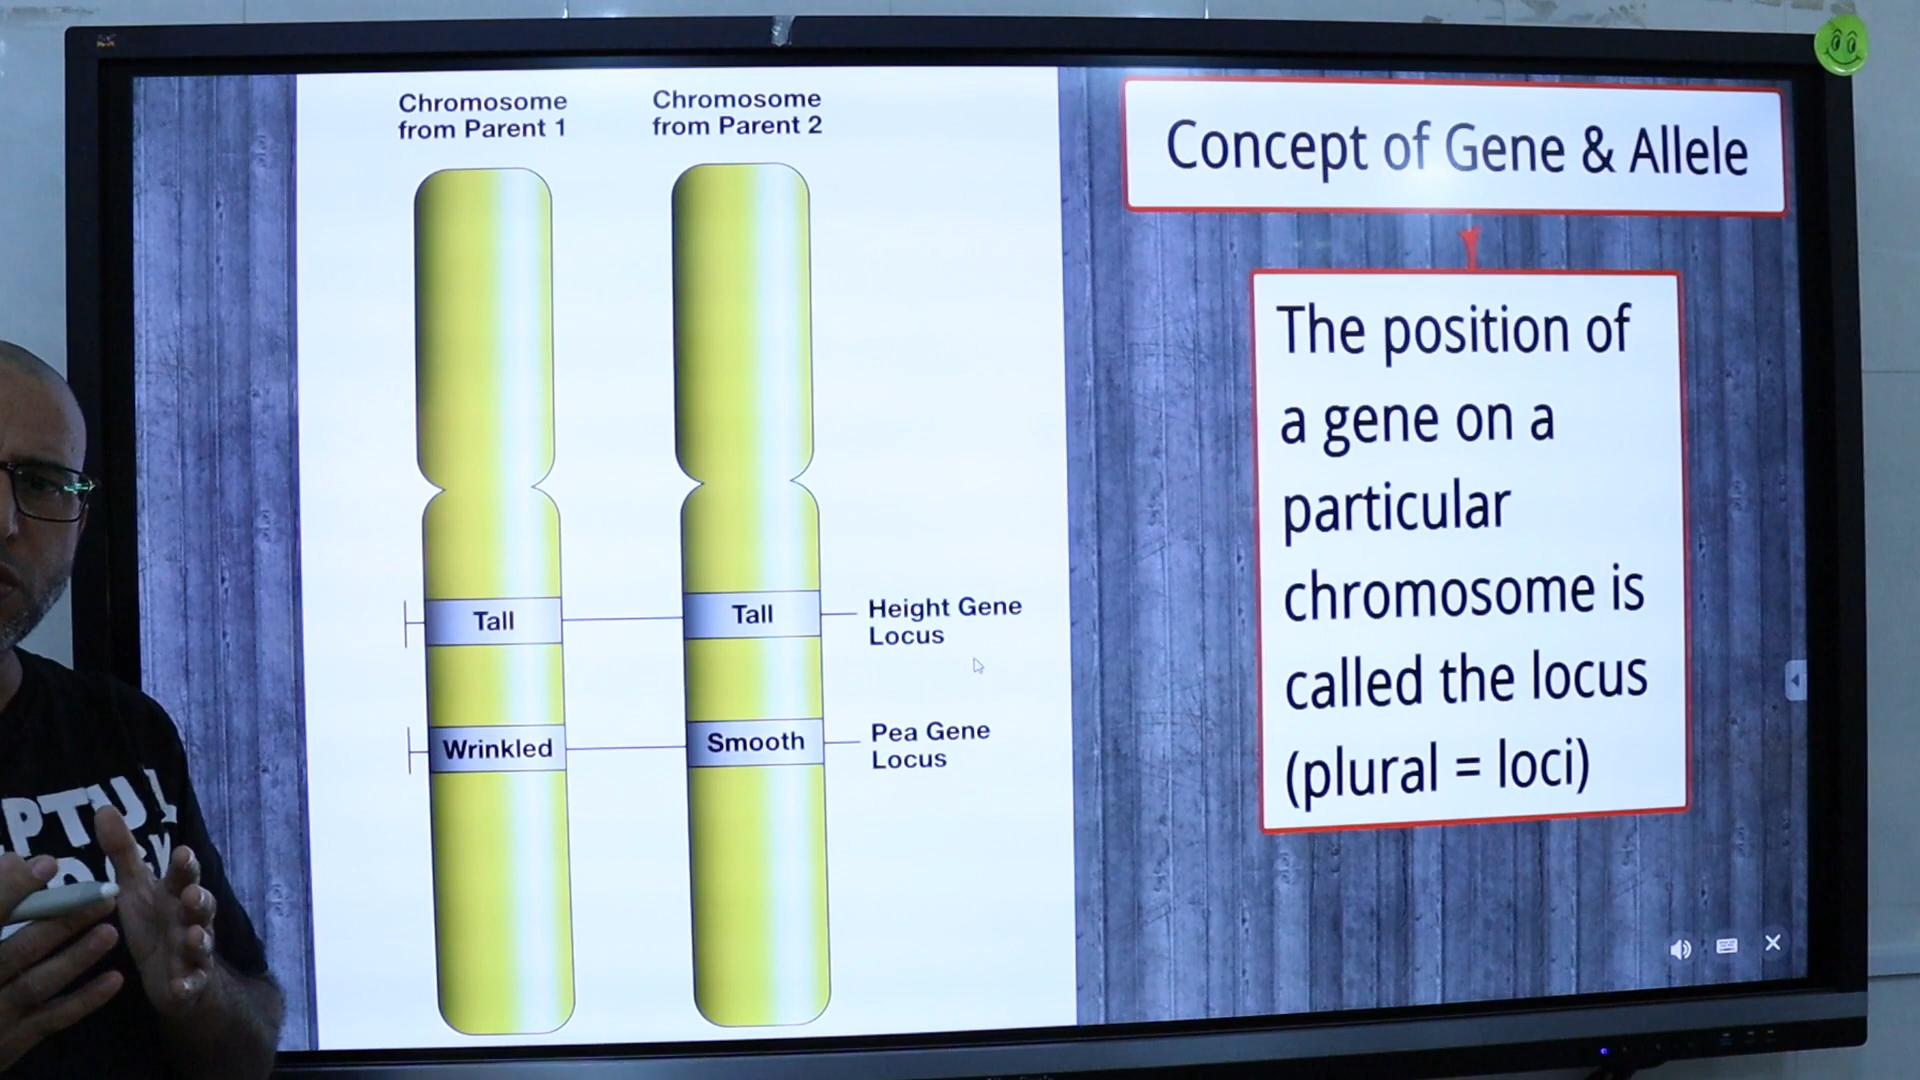 Chromosome
from Parent 1
Chromosome
from Parent 2
Tall
Tall
Height Gene
Locus
Wrinkled
Smooth
Pea Gene
Locus
Concept of Gene & Allele
The position of
a gene on a
particular
chromosome is
called the locus
(plural = loci)